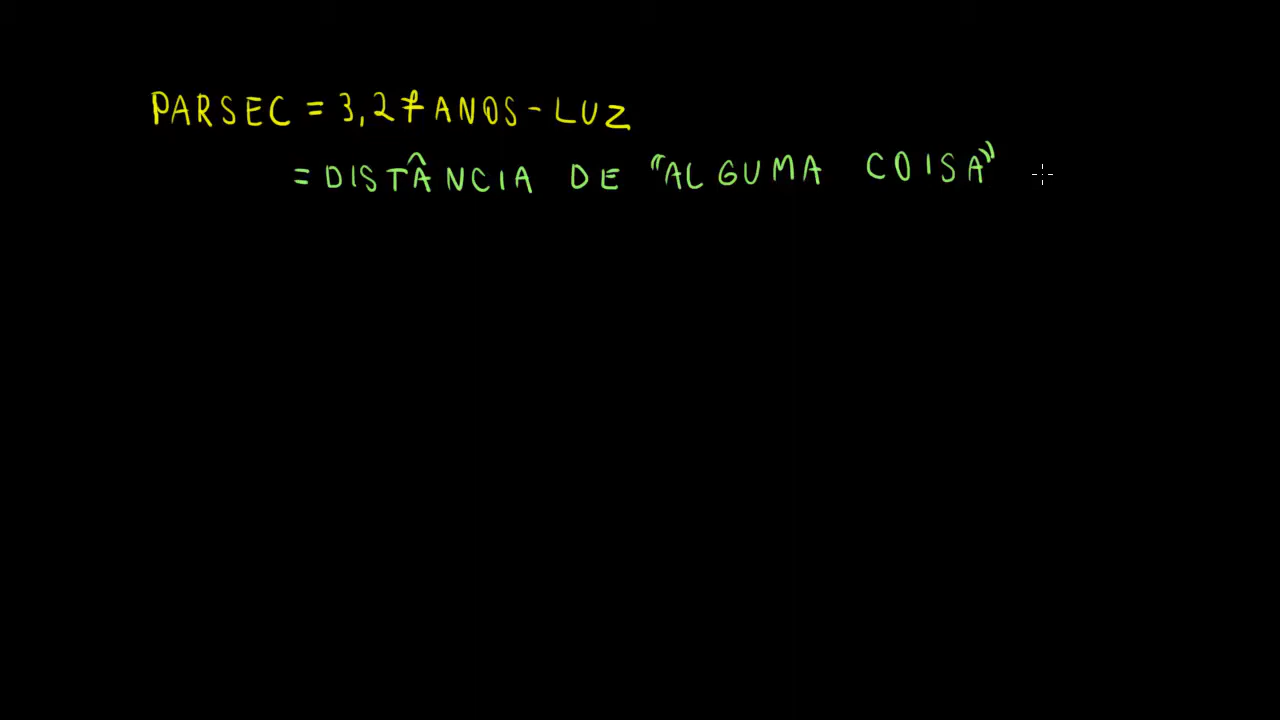 PARSEC = 3,27 ANOS-LUZ
= DISTÂNCIA DE "ALGUMA COISA"